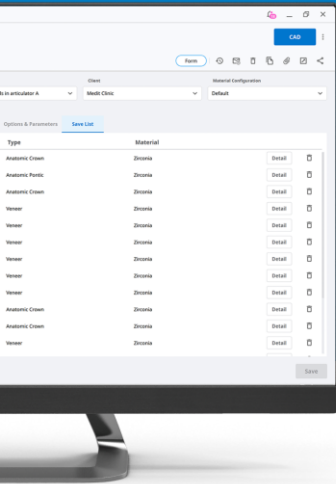 CAD
Form
Client
Material Configuration
ds in articulator A
Medit Clinic
Default
Options & Parameters
Save List
Type
Material
Anatomic Crown
Zirconia
Detail
Anatomic Pontic
Zirconia
Detail
Anatomic Crown
Zirconia
Detail
Veneer
Zirconia
Detail
Veneer
Zirconia
Detail
Veneer
Zirconia
Detail
Veneer
Zirconia
Detail
Veneer
Zirconia
Detail
Veneer
Zirconia
Detail
Anatomic Crown
Zirconia
Detail
Anatomic Crown
Zirconia
Detail
Veneer
Zirconia
Detail
Save